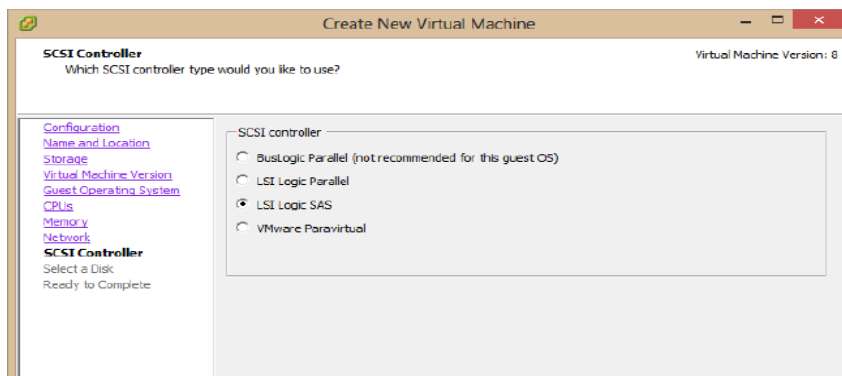 Create New Virtual Machine
SCSI Controller
Which SCSI controller type would you like to use?
Virtual Machine Version: 8
Configuration
Name and Location
Storage
Virtual Machine Version
Guest Operating System
CPUs
Memory
Network
SCSI Controller
Select a Disk
Ready to Complete
SCSI controller
BusLogic Parallel (not recommended for this guest OS)
LSI Logic Parallel
LSI Logic SAS
VMware Paravirtual